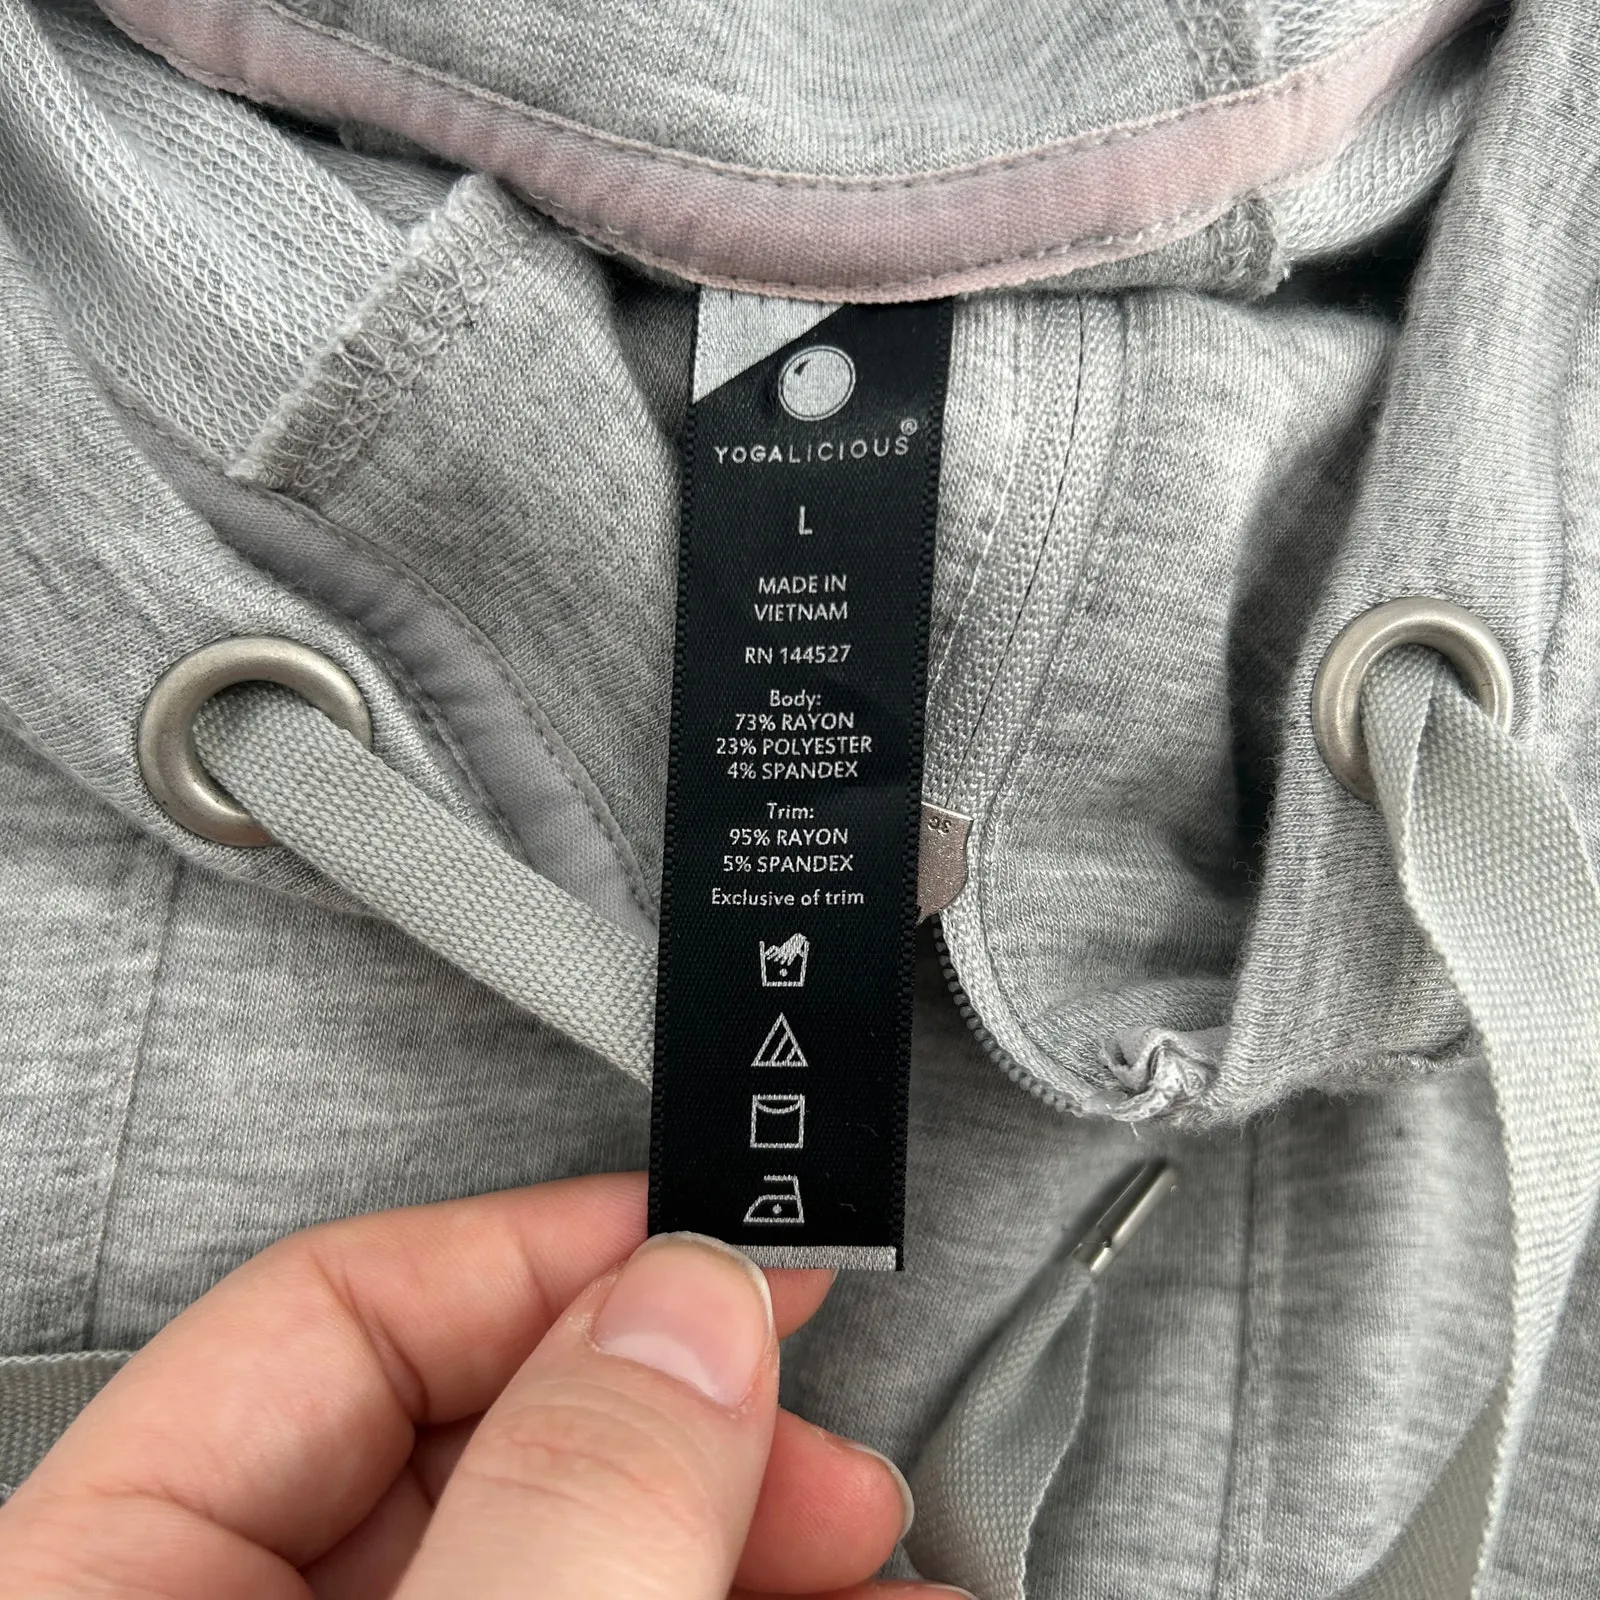 YOGALICIOUS®
L
MADE IN
VIETNAM
RN 144527
Body:
73% RAYON
23% POLYESTER
4% SPANDEX
Trim:
95% RAYON
5% SPANDEX
Exclusive of trim